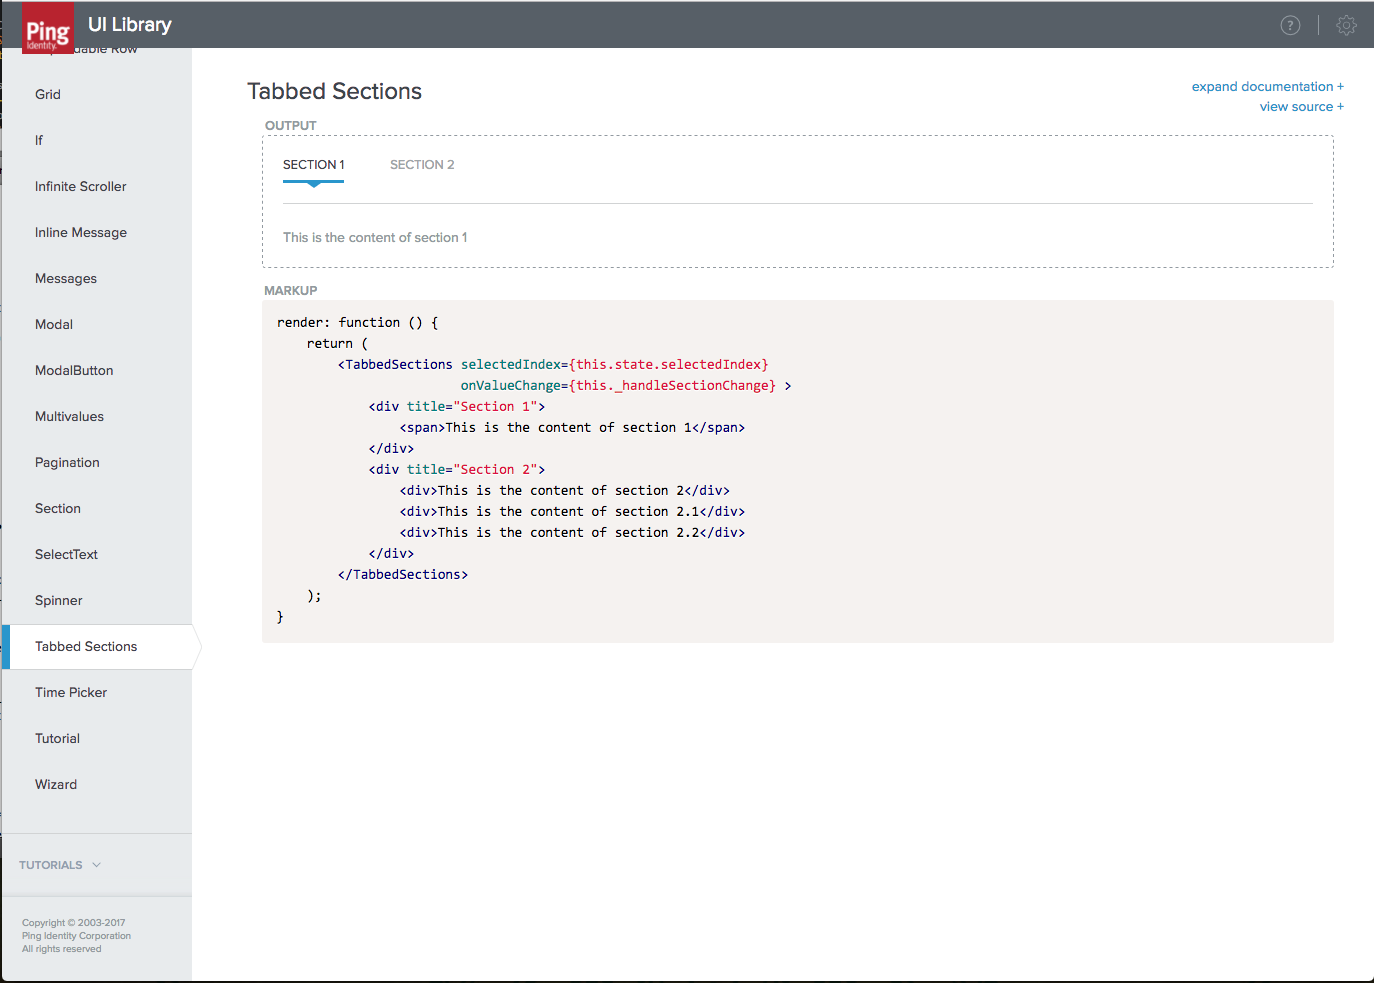 Ping
Identity.
UI Library
?
Row
Grid
If
Infinite Scroller
Inline Message
Messages
Modal
ModalButton
Multivalues
Pagination
Section
SelectText
Spinner
Tabbed Sections
Time Picker
Tutorial
Wizard
TUTORIALS
Copyright © 2003-2017
Ping Identity Corporation
All rights reserved
Tabbed Sections
expand documentation +
view source +
OUTPUT
SECTION 1 SECTION 2
This is the content of section 1
MARKUP
render: function () {
    return (
        <TabbedSections selectedIndex={this.state.selectedIndex}
                        onValueChange={this._handleSectionChange} >
            <div title="Section 1">
                <span>This is the content of section 1</span>
            </div>
            <div title="Section 2">
                <div>This is the content of section 2</div>
                <div>This is the content of section 2.1</div>
                <div>This is the content of section 2.2</div>
            </div>
        </TabbedSections>
    );
}